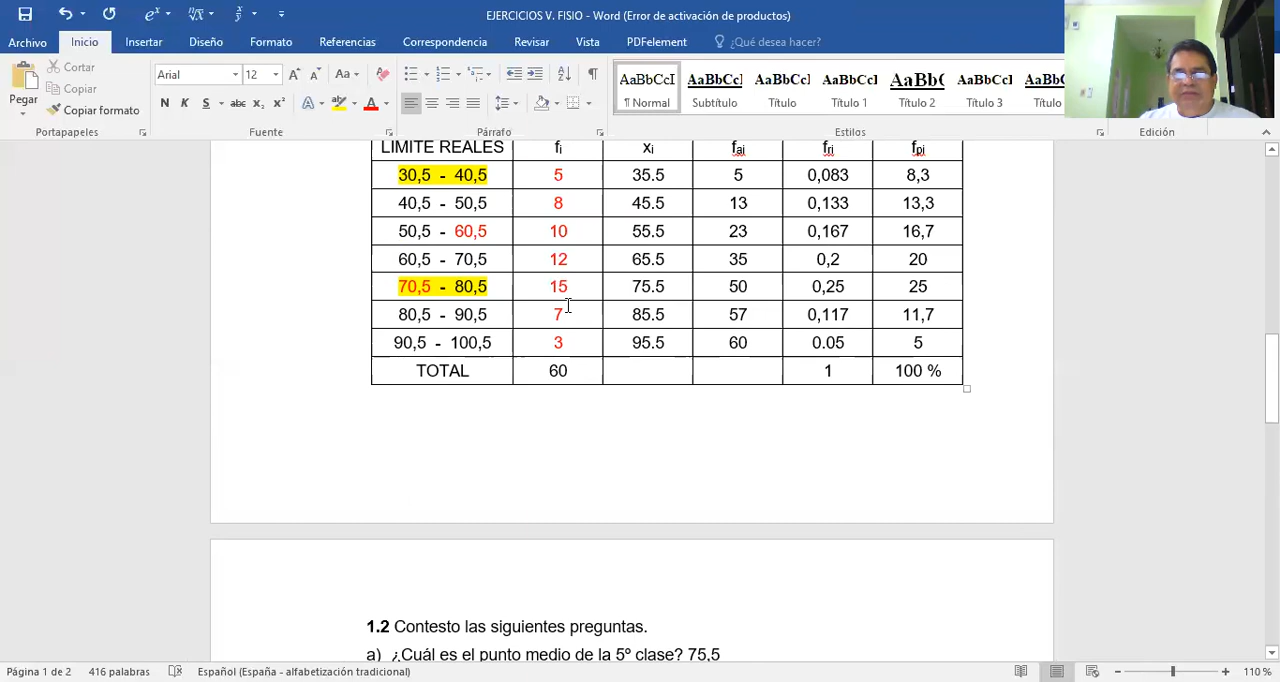 EJERCICIOS V. FISIO - Word (Error de activación de productos)
Archivo Inicio Insertar Diseño Formato Referencias Correspondencia Revisar Vista PDFelement ¿Qué desea hacer?
Pegar
Cortar
Copiar
Copiar formato
Portapapeles
Arial 12
N K S abc x₂ x²
Fuente
Párrafo
AaBbCcI AaBbCcl AaBbCcI AaBbCcI AaBb( AaBbCcI AaBbC
¶ Normal Subtítulo Título Título 1 Título 2 Título 3 Título
Estilos
Edición
LIMITE REALES fi xi fai fri fpi
30,5 - 40,5 5 35.5 5 0,083 8,3
40,5 - 50,5 8 45.5 13 0,133 13,3
50,5 - 60,5 10 55.5 23 0,167 16,7
60,5 - 70,5 12 65.5 35 0,2 20
70,5 - 80,5 15 75.5 50 0,25 25
80,5 - 90,5 7 85.5 57 0,117 11,7
90,5 - 100,5 3 95.5 60 0.05 5
TOTAL 60 1 100 %
1.2 Contesto las siguientes preguntas.
a) ¿Cuál es el punto medio de la 5º clase? 75,5
Página 1 de 2 416 palabras Español (España - alfabetización tradicional) 110 %